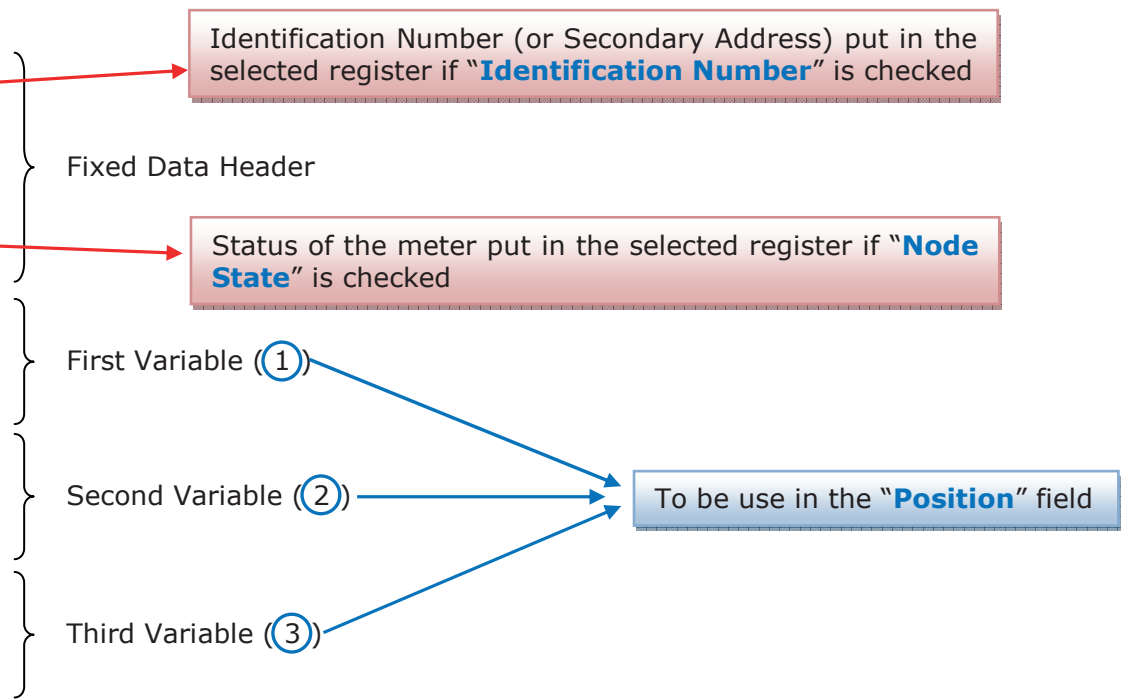 Identification Number (or Secondary Address) put in the
selected register if “Identification Number” is checked
Fixed Data Header
Status of the meter put in the selected register if “Node
State” is checked
First Variable (1)
Second Variable (2)
To be use in the “Position” field
Third Variable (3)